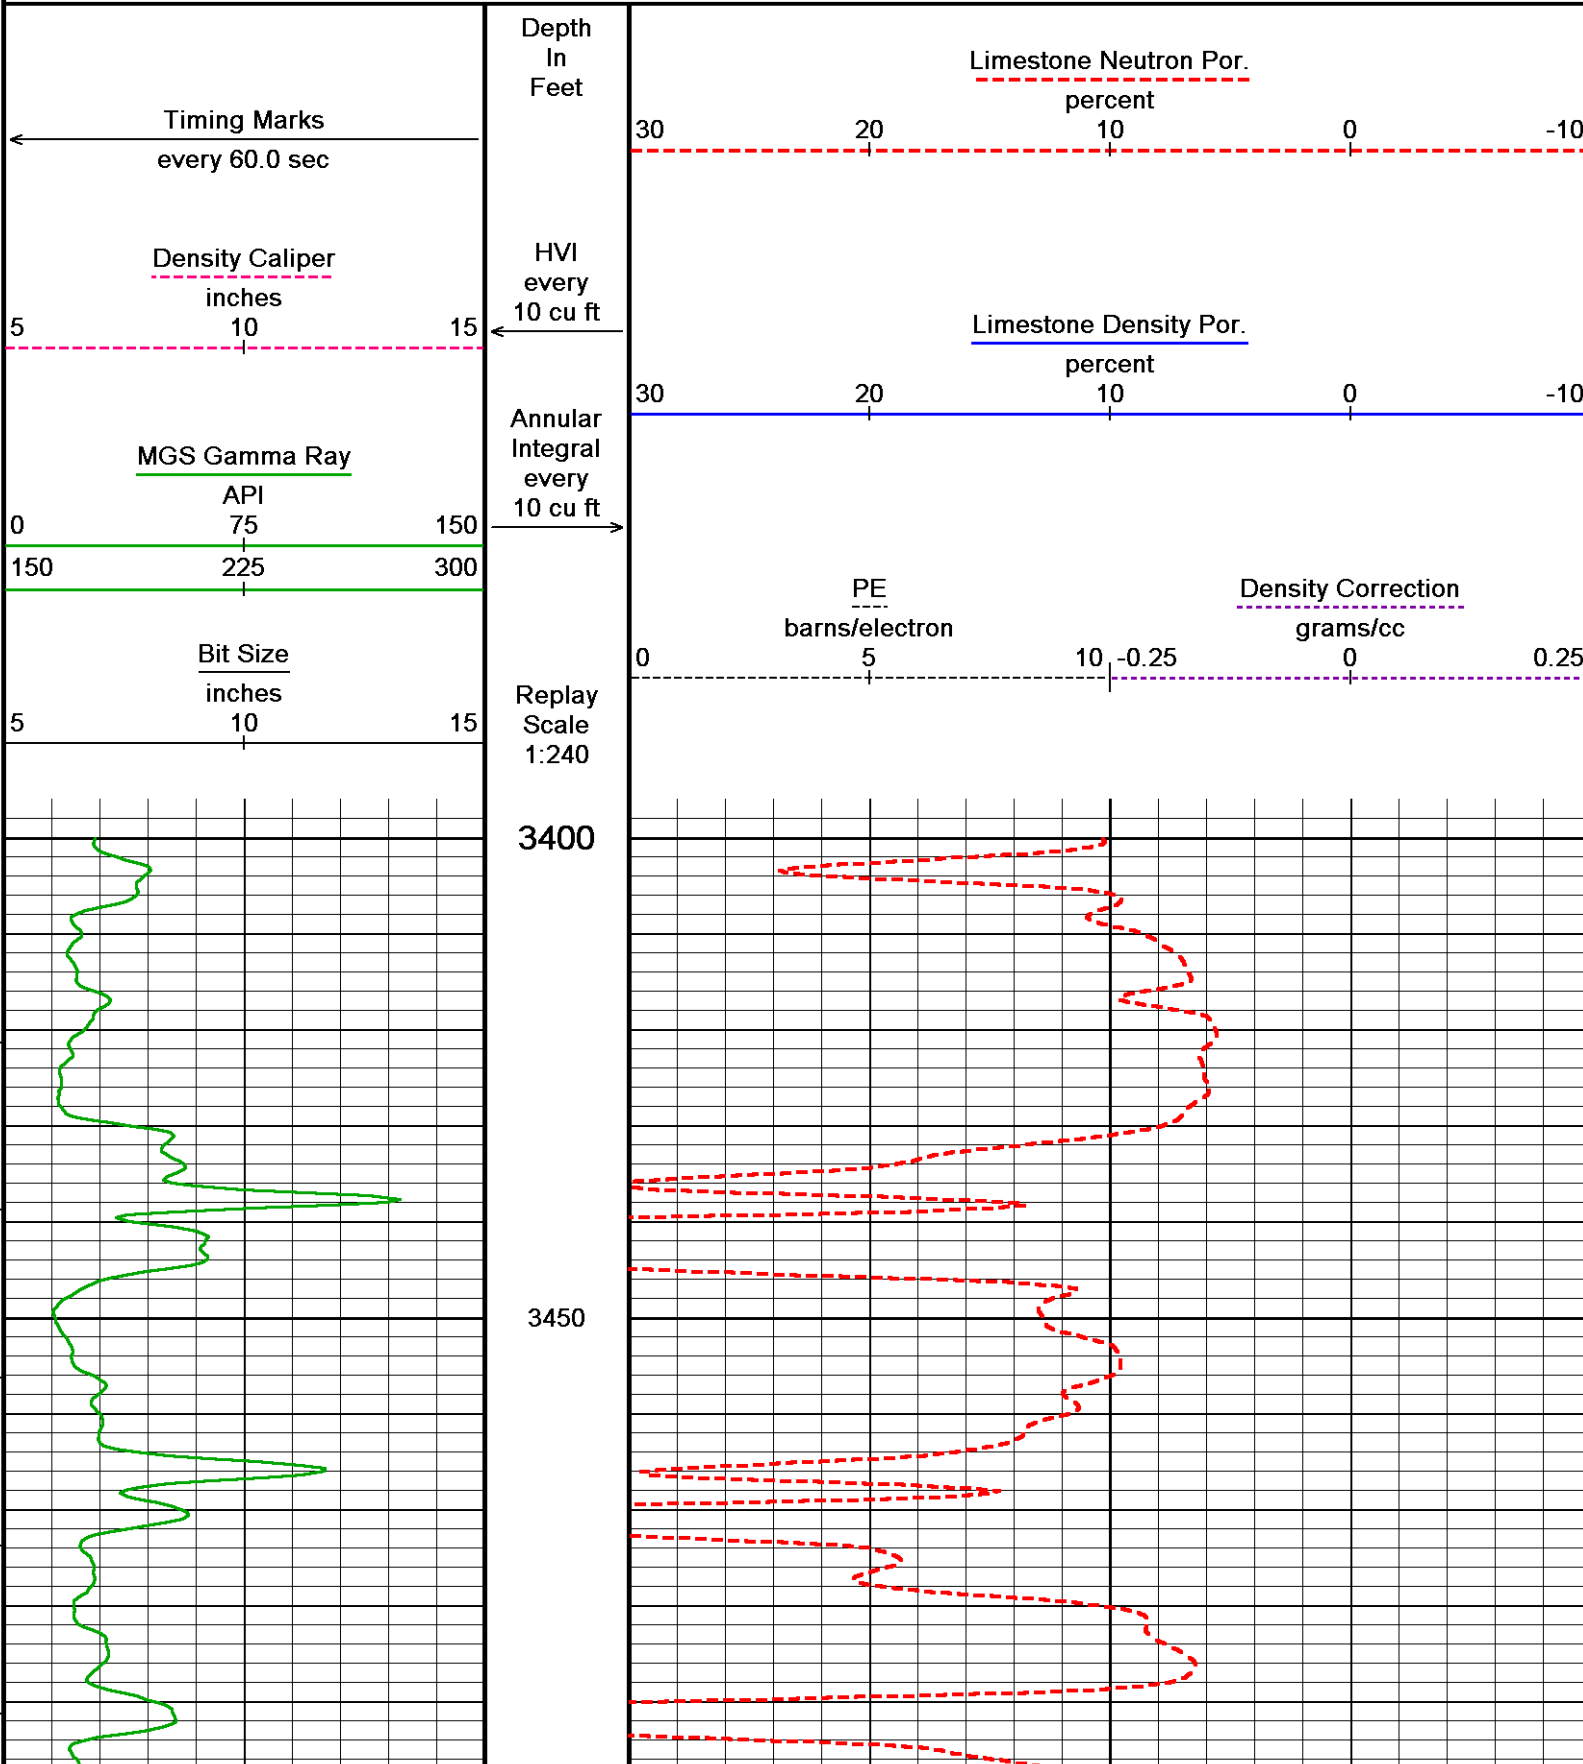 Timing Marks
every 60.0 sec
Density Caliper
inches
5 10 15
MGS Gamma Ray
API
0 75 150
150 225 300
Bit Size
inches
5 10 15
Depth
In
Feet
HVI
every
10 cu ft
Annular
Integral
every
10 cu ft
Replay
Scale
1:240
Limestone Neutron Por.
percent
30 20 10 0 -10
Limestone Density Por.
percent
30 20 10 0 -10
PE
barns/electron
0 5 10
Density Correction
grams/cc
-0.25 0 0.25
3400
3450